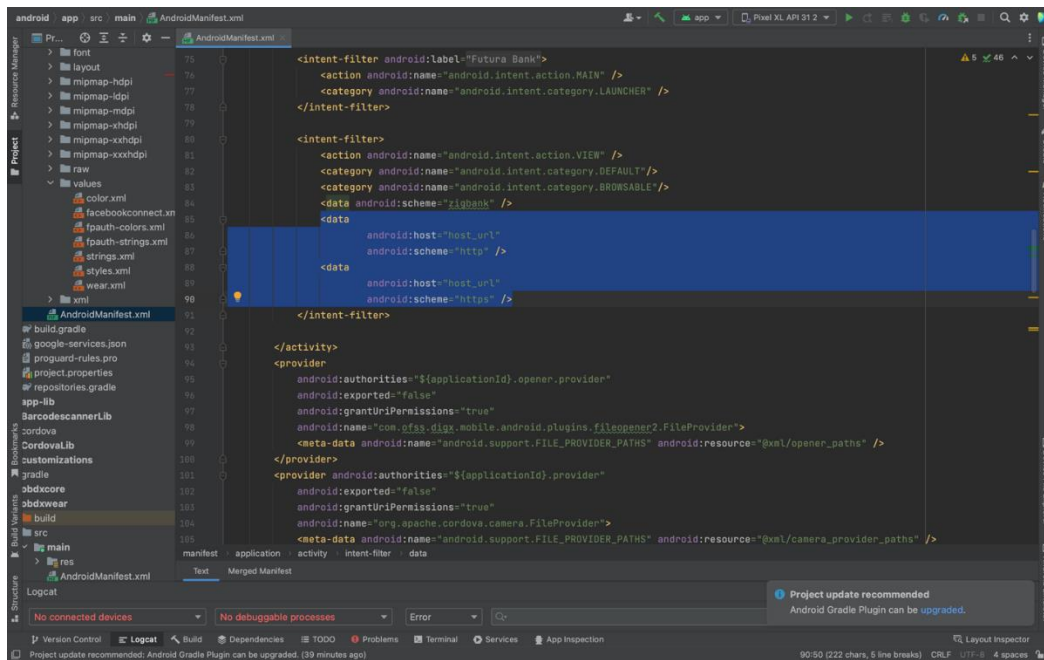 android app src main AndroidManifest.xml
app Pixel XL API 31 2
Resource Manager
Pr...
AndroidManifest.xml
font
layout
mipmap-hdpi
mipmap-ldpi
mipmap-mdpi
mipmap-xhdpi
mipmap-xxhdpi
mipmap-xxxhdpi
raw
values
color.xml
facebookconnect.xm
fpauth-colors.xml
fpauth-strings.xml
strings.xml
styles.xml
wear.xml
xml
AndroidManifest.xml
build.gradle
google-services.json
proguard-rules.pro
project.properties
repositories.gradle
app-lib
BarcodescannerLib
cordova
CordovaLib
customizations
gradle
obdxcore
obdxwear
build
src
main
res
AndroidManifest.xml
Project
Bookmarks
Build Variants
Structure
5 46
75 <intent-filter android:label="Futura Bank">
76 <action android:name="android.intent.action.MAIN" />
77 <category android:name="android.intent.category.LAUNCHER" />
78 </intent-filter>
79
80 <intent-filter>
81 <action android:name="android.intent.action.VIEW" />
82 <category android:name="android.intent.category.DEFAULT"/>
83 <category android:name="android.intent.category.BROWSABLE"/>
84 <data android:scheme="zigbank" />
85 <data
86 android:host="host_url"
87 android:scheme="http" />
88 <data
89 android:host="host_url"
90 android:scheme="https" />
91 </intent-filter>
92
93 </activity>
94 <provider
95 android:authorities="${applicationId}.opener.provider"
96 android:exported="false"
97 android:grantUriPermissions="true"
98 android:name="com.ofss.digx.mobile.android.plugins.fileopener2.FileProvider">
99 <meta-data android:name="android.support.FILE_PROVIDER_PATHS" android:resource="@xml/opener_paths" />
100 </provider>
101 <provider android:authorities="${applicationId}.provider"
102 android:exported="false"
103 android:grantUriPermissions="true"
104 android:name="org.apache.cordova.camera.FileProvider">
105 <meta-data android:name="android.support.FILE_PROVIDER_PATHS" android:resource="@xml/camera_provider_paths" />
manifest application activity intent-filter data
Text Merged Manifest
Logcat
No connected devices No debuggable processes Error
Project update recommended
Android Gradle Plugin can be upgraded.
Version Control Logcat Build Dependencies TODO Problems Terminal Services App Inspection Layout Inspector
Project update recommended: Android Gradle Plugin can be upgraded. (39 minutes ago) 90:50 (222 chars, 5 line breaks) CRLF UTF-8 4 spaces